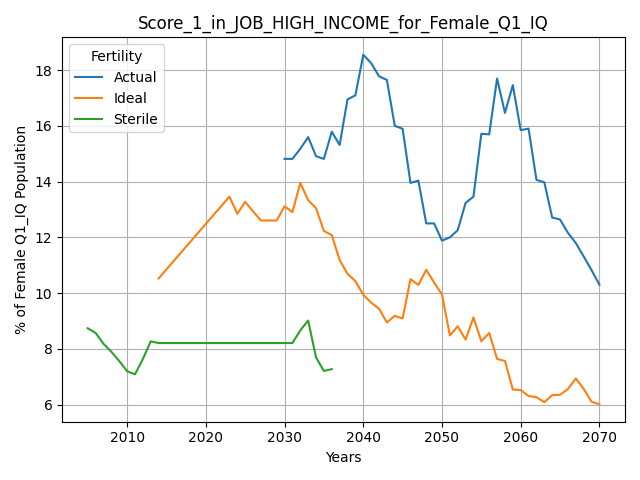 Score_1_in_JOB_HIGH_INCOME_for_Female_Q1_IQ
Fertility
Actual
Ideal
Sterile
% of Female Q1_IQ Population
18
16
14
12
10
8
6
2010 2020 2030 2040 2050 2060 2070
Years